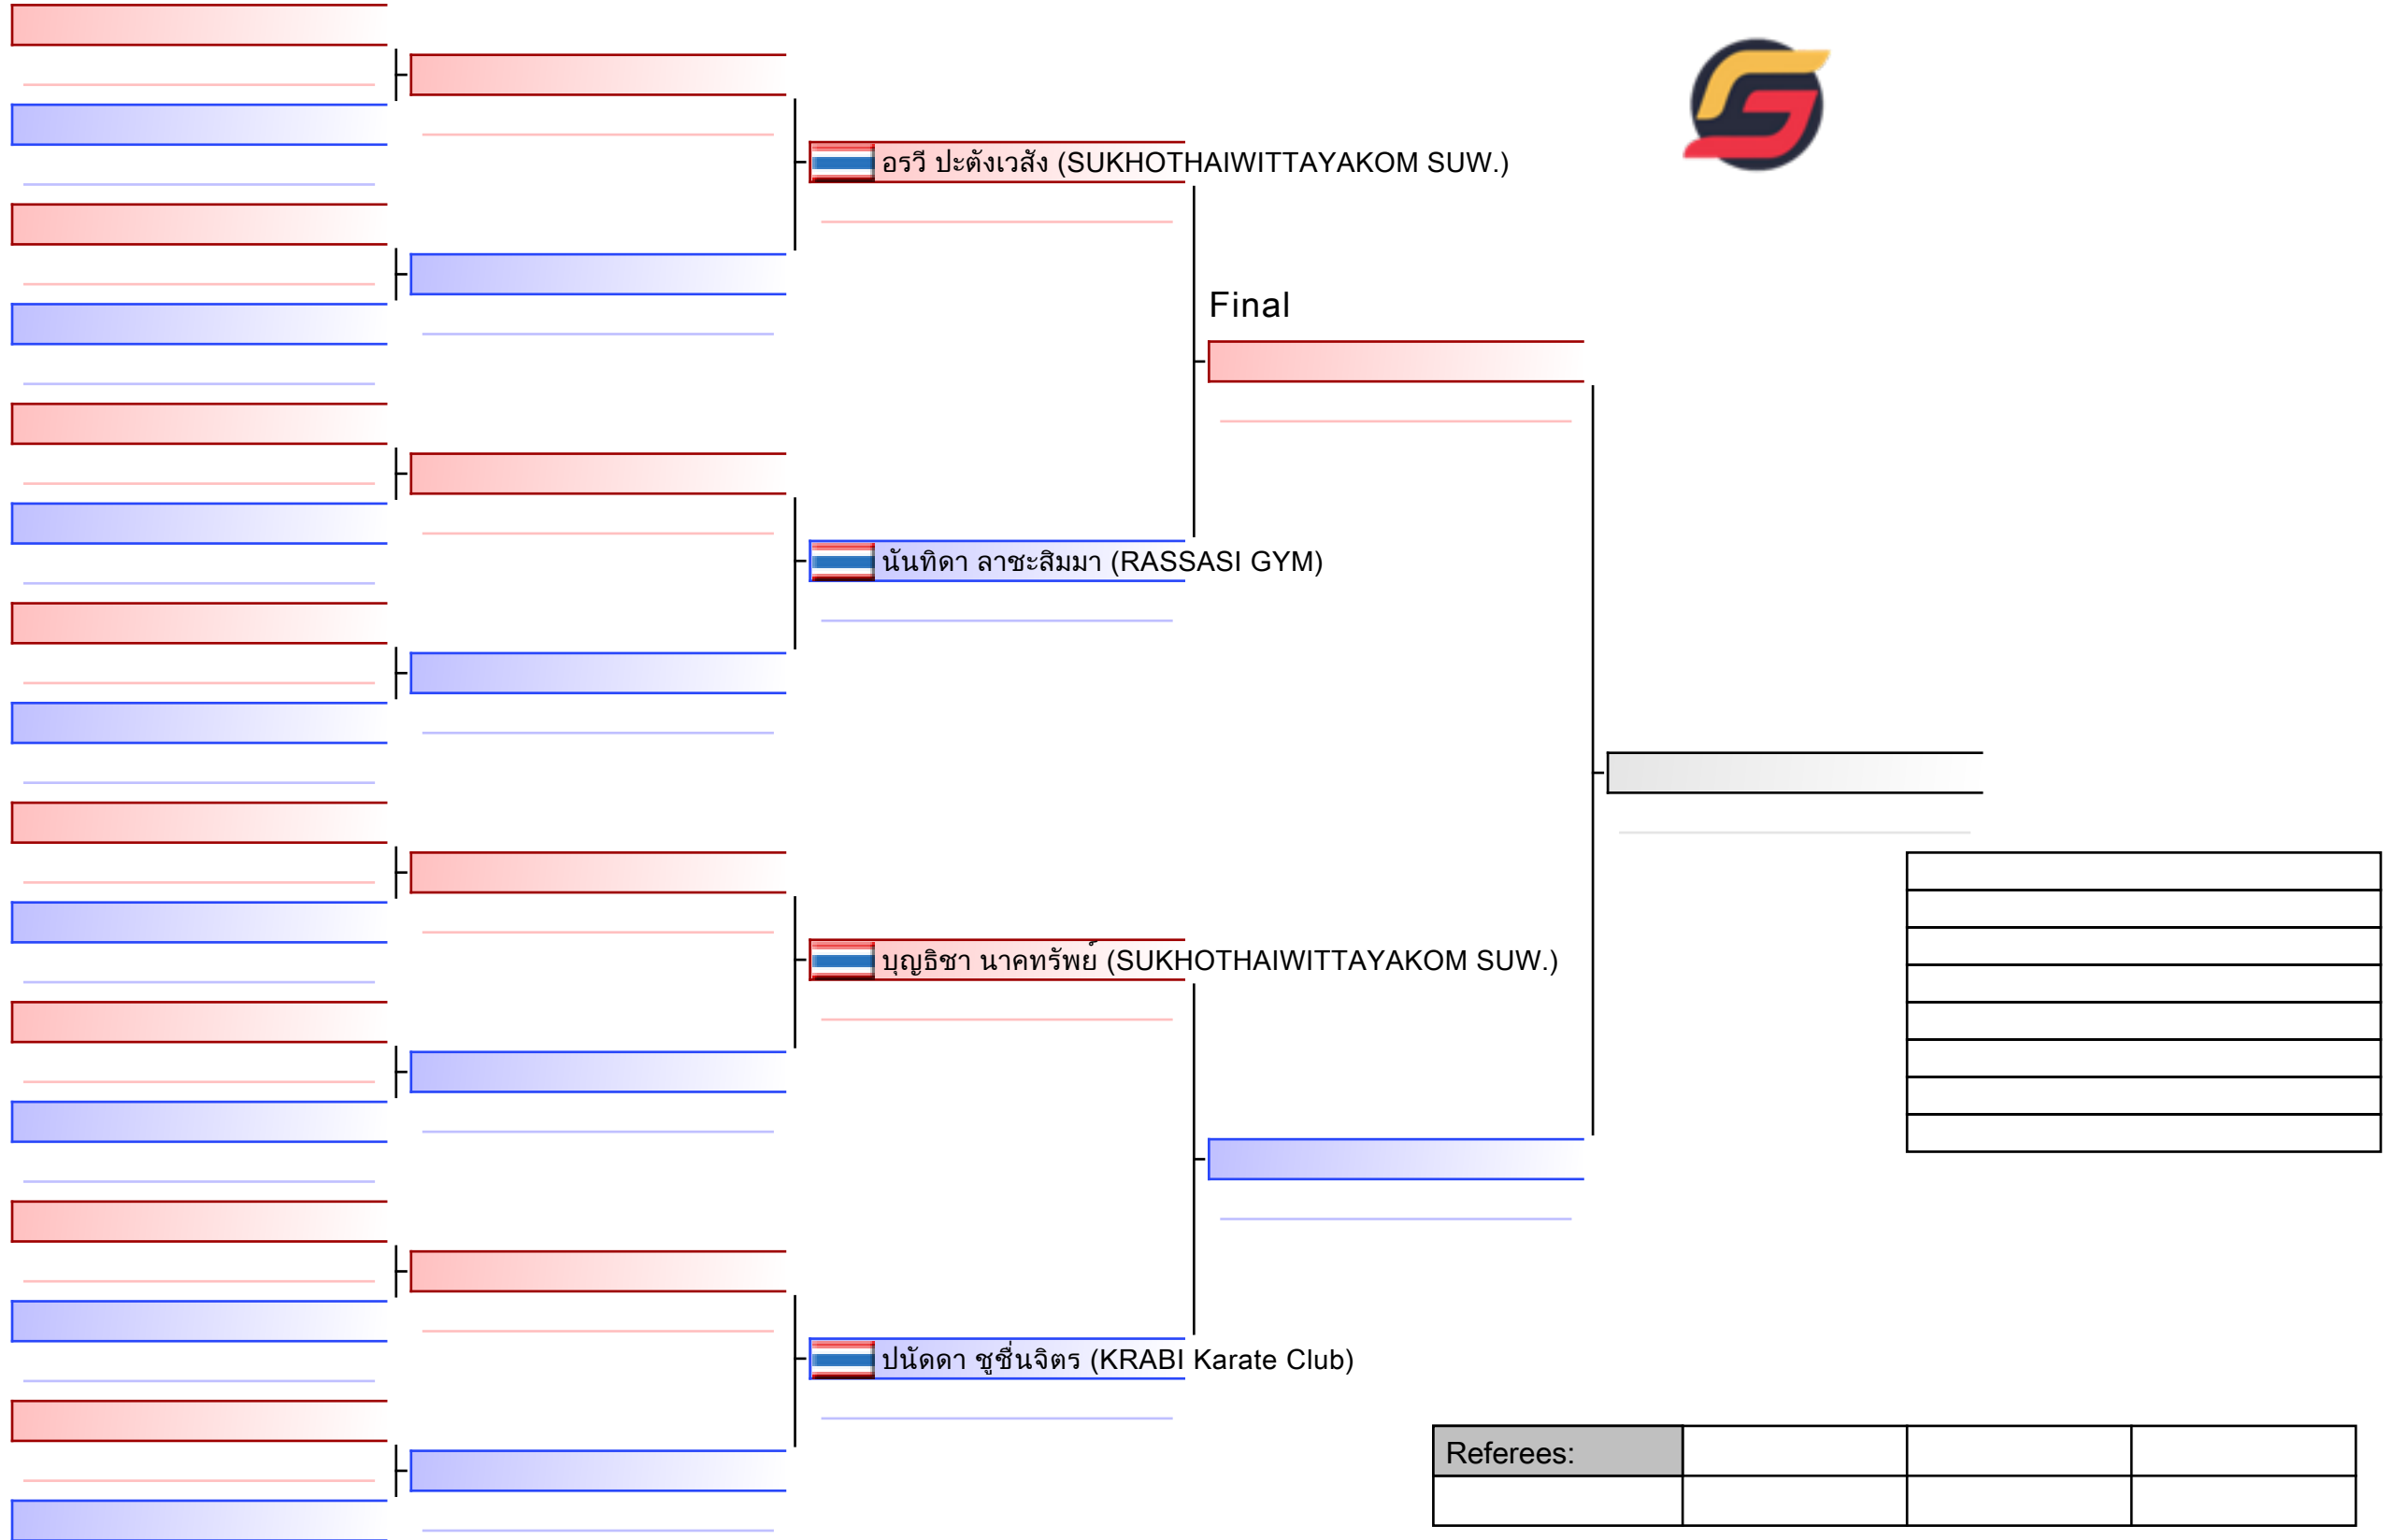 อรวี ปะตังเวสัง (SUKHOTHAIWITTAYAKOM SUW.)
Final
นันทิดา ลาชะสิมมา (RASSASI GYM)
บุญธิชา นาคทรัพย์ (SUKHOTHAIWITTAYAKOM SUW.)
ปนัดดา ชูชื่นจิตร (KRABI Karate Club)
Referees: